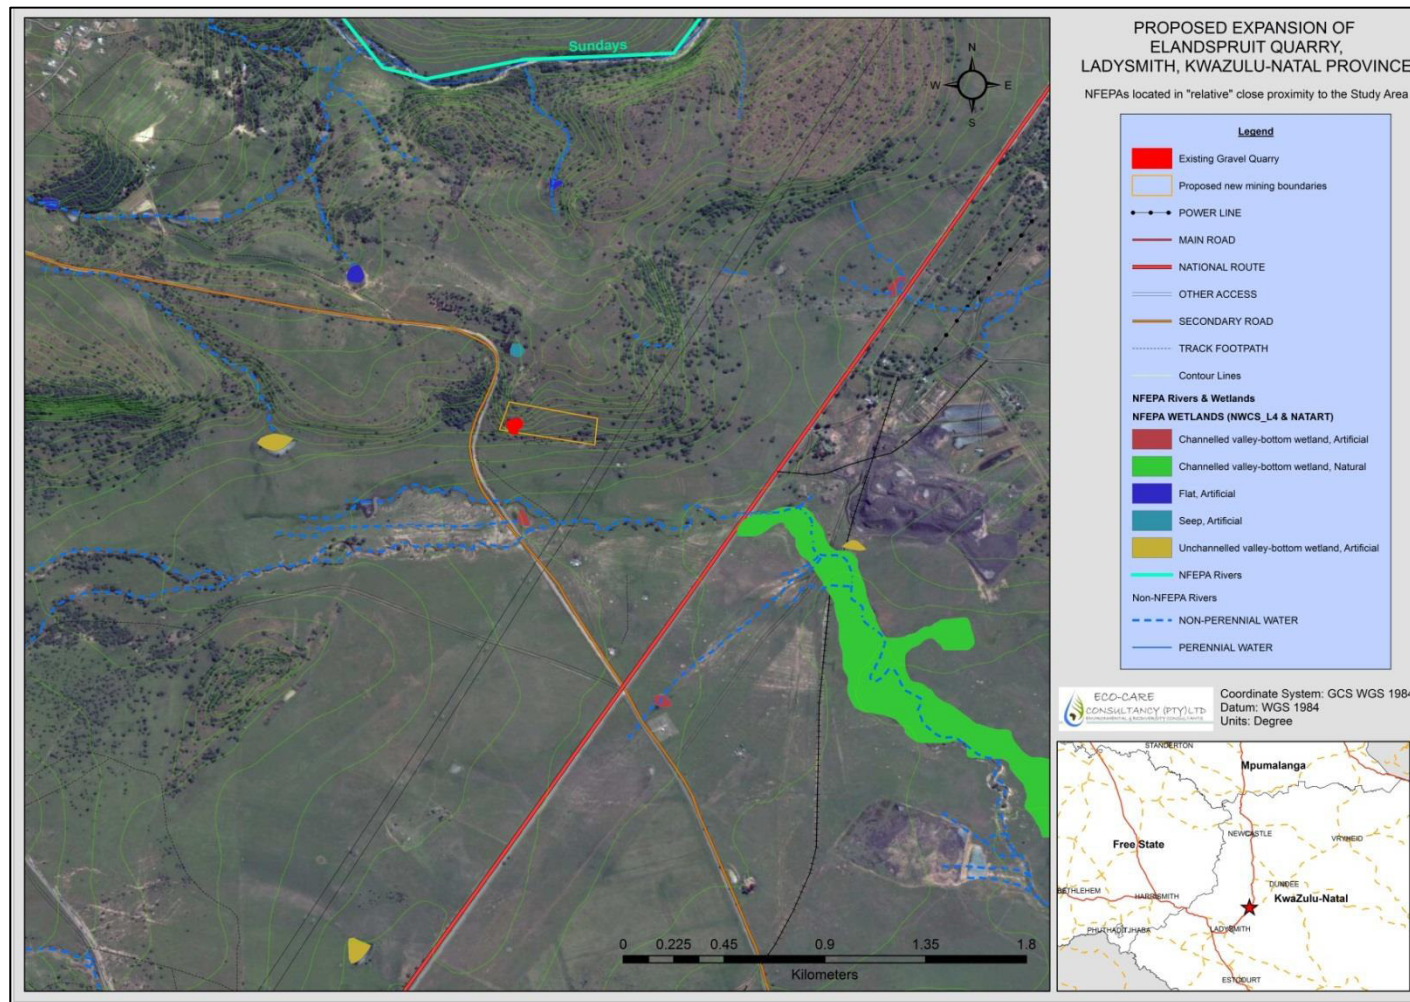 Sundays
N
W
E
S
0
0.225
0.45
0.9
1.35
1.8
Kilometers
PROPOSED EXPANSION OF
ELANDSPRUIT QUARRY,
LADYSMITH, KWAZULU-NATAL PROVINCE
NFEPAs located in "relative" close proximity to the Study Area
Legend
Existing Gravel Quarry
Proposed new mining boundaries
POWER LINE
MAIN ROAD
NATIONAL ROUTE
OTHER ACCESS
SECONDARY ROAD
TRACK FOOTPATH
Contour Lines
NFEPA Rivers & Wetlands
NFEPA WETLANDS (NWCS_L4 & NATART)
Channelled valley-bottom wetland, Artificial
Channelled valley-bottom wetland, Natural
Flat, Artificial
Seep, Artificial
Unchannelled valley-bottom wetland, Artificial
NFEPA Rivers
Non-NFEPA Rivers
NON-PERENNIAL WATER
PERENNIAL WATER
ECO-CARE
CONSULTANCY (PTY) LTD
ENVIRONMENTAL & BIODIVERSITY CONSULTANTS
Coordinate System: GCS WGS 1984
Datum: WGS 1984
Units: Degree
STANDERTON
Mpumalanga
NEWCASTLE
VRYHEID
Free State
DUNDEE
BETHLEHEM
HARRISMITH
KwaZulu-Natal
PHUTHADITJHABA
LADYSMITH
ESTCOURT